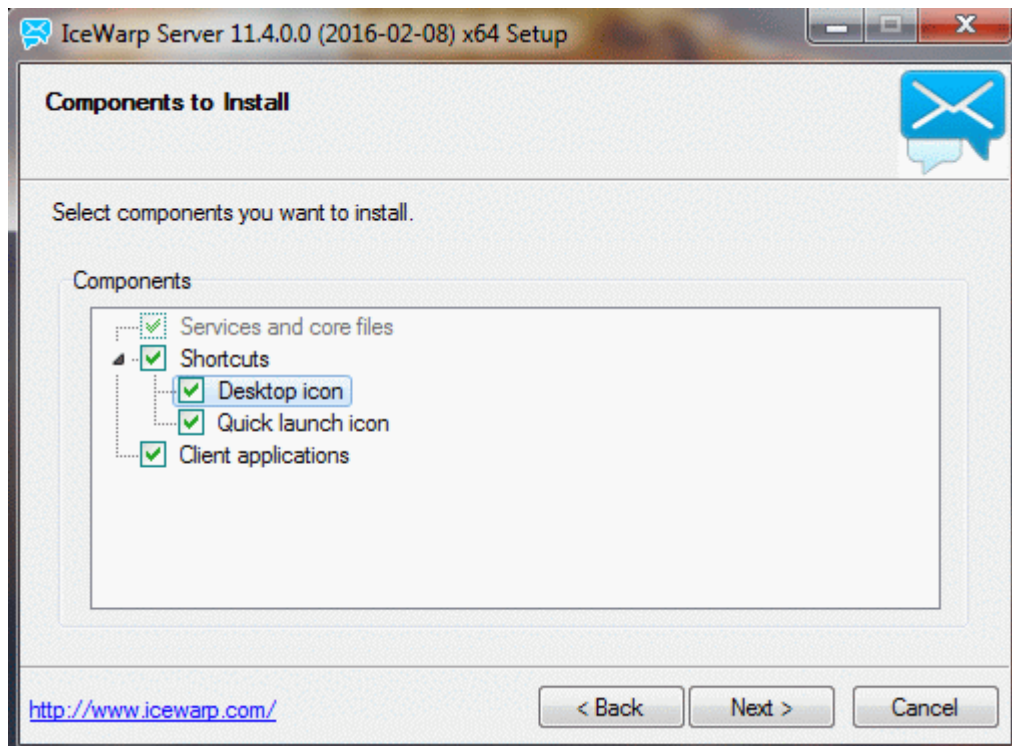 IceWarp Server 11.4.0.0 (2016-02-08) x64 Setup
Components to Install
Select components you want to install.
Components
Services and core files
Shortcuts
Desktop icon
Quick launch icon
Client applications
http://www.icewarp.com/
< Back
Next >
Cancel